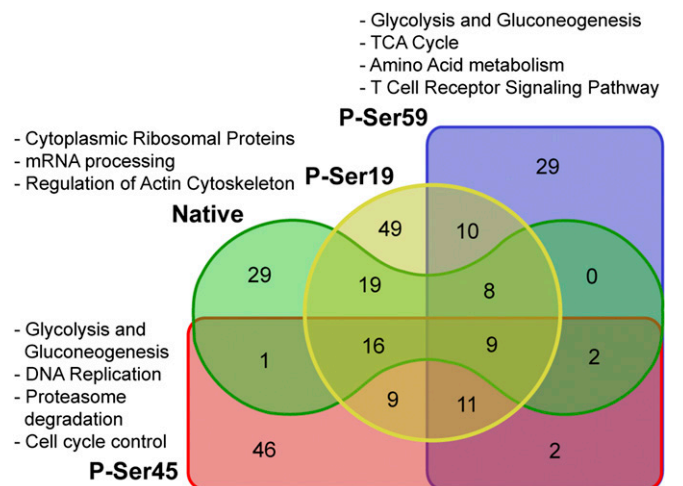 - Glycolysis and Gluconeogenesis
- TCA Cycle
- Amino Acid metabolism
- T Cell Receptor Signaling Pathway
P-Ser59
- Cytoplasmic Ribosomal Proteins
- mRNA processing
- Regulation of Actin Cytoskeleton
P-Ser19
Native
29
49
10
29
19
8
0
- Glycolysis and
Gluconeogenesis
- DNA Replication
- Proteasome
degradation
- Cell cycle control
P-Ser45
1
16
9
2
9
11
46
2